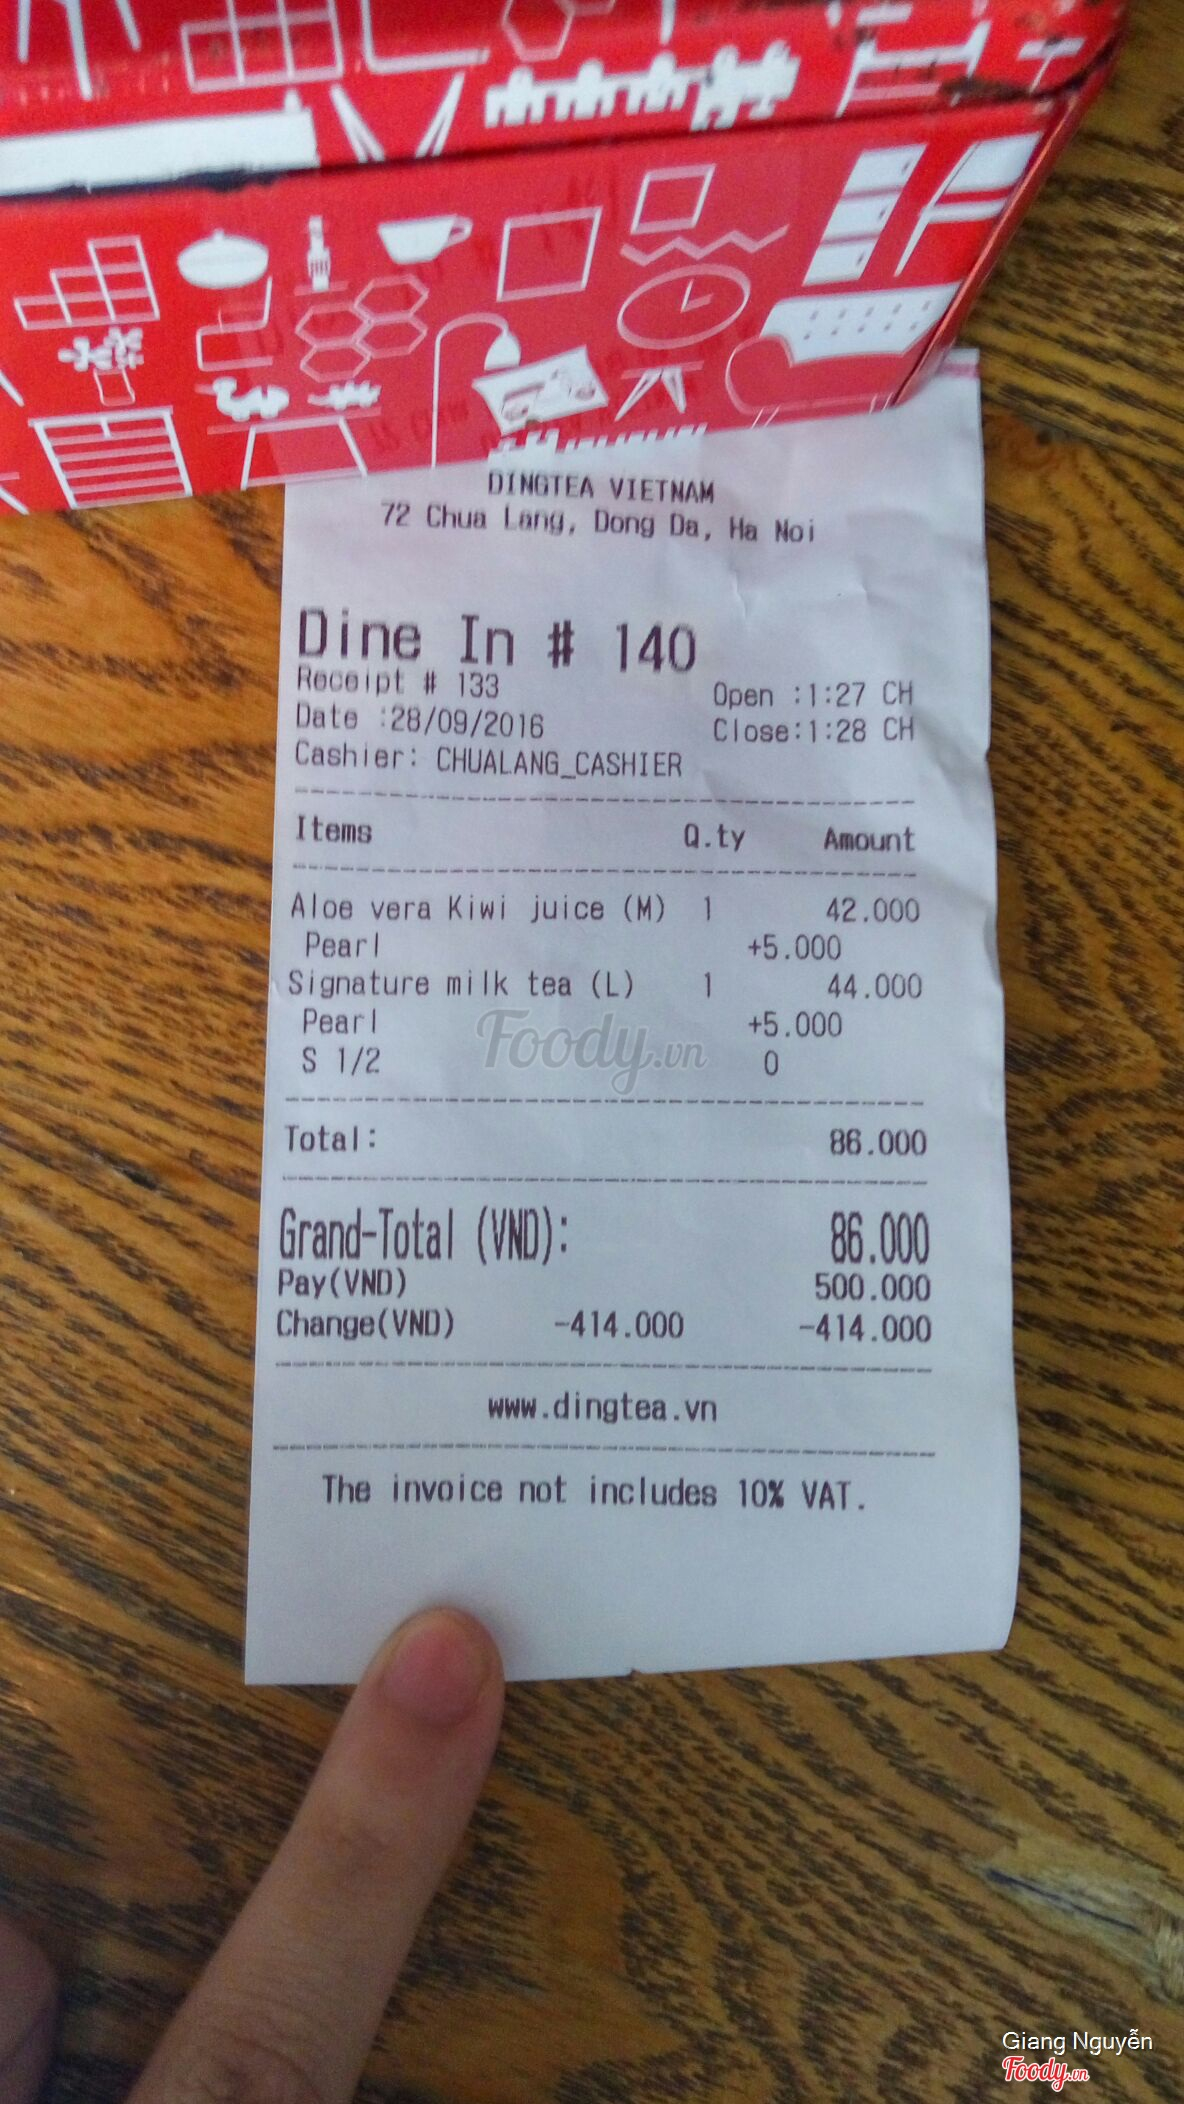 DINGTEA VIETNAM
72 Chua Lang, Dong Da, Ha Noi
Dine In # 140
Receipt # 133 Open :1:27 CH
Date :28/09/2016 Close:1:28 CH
Cashier: CHUALANG_CASHIER
Items Q.ty Amount
Aloe vera Kiwi juice (M) 1 42.000
Pearl +5.000
Signature milk tea (L) 1 44.000
Pearl +5.000
S 1/2 0
Foody.vn
Total: 86.000
Grand-Total (VND): 86.000
Pay(VND) 500.000
Change(VND) -414.000 -414.000
www.dingtea.vn
The invoice not includes 10% VAT.
Giang Nguyễn
Foody.vn